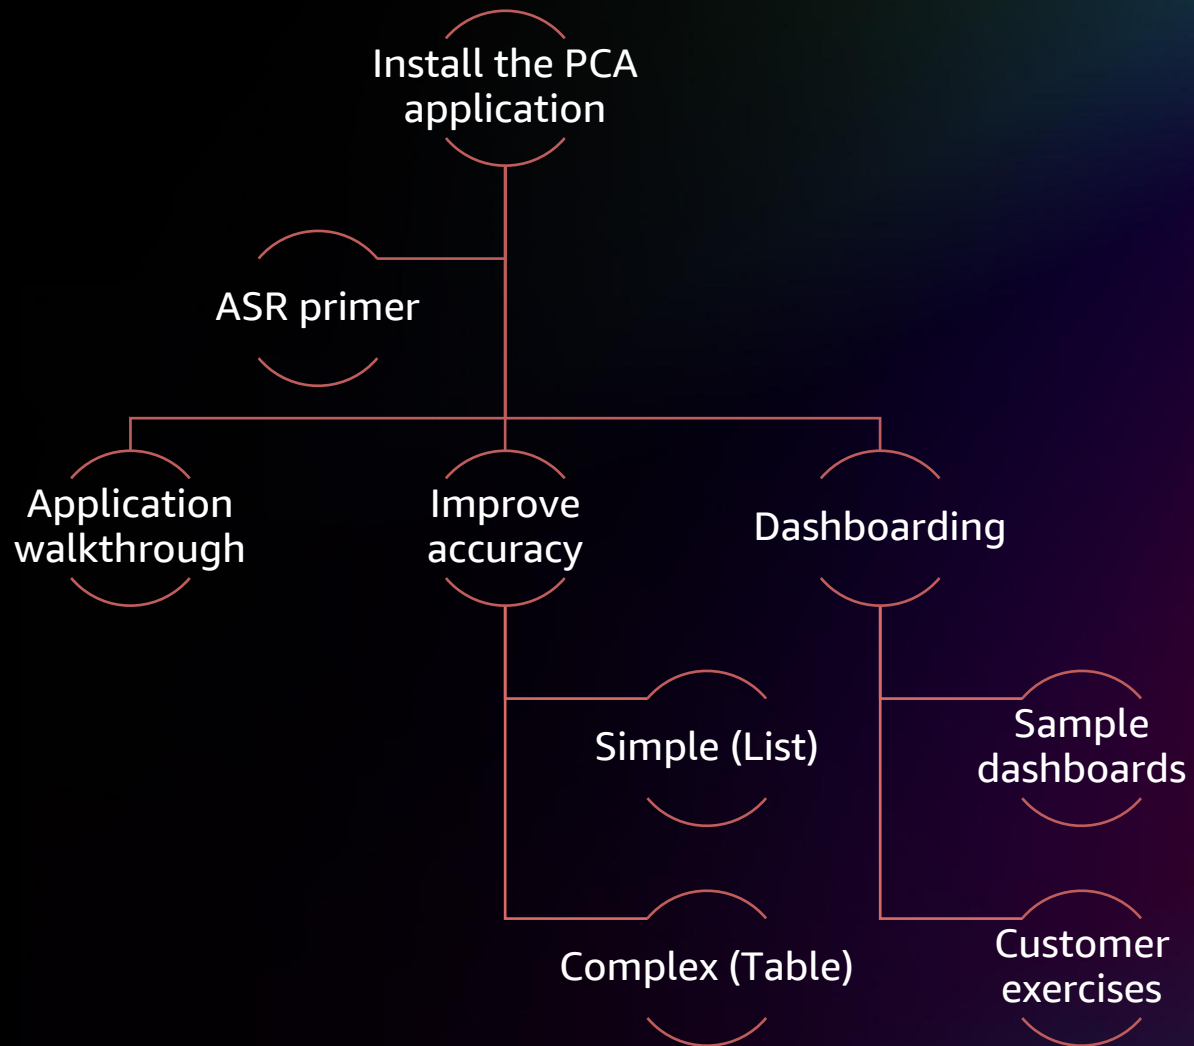 Install the PCA
application
ASR primer
Application
walkthrough
Improve
accuracy
Dashboarding
Simple (List)
Sample
dashboards
Complex (Table)
Customer
exercises